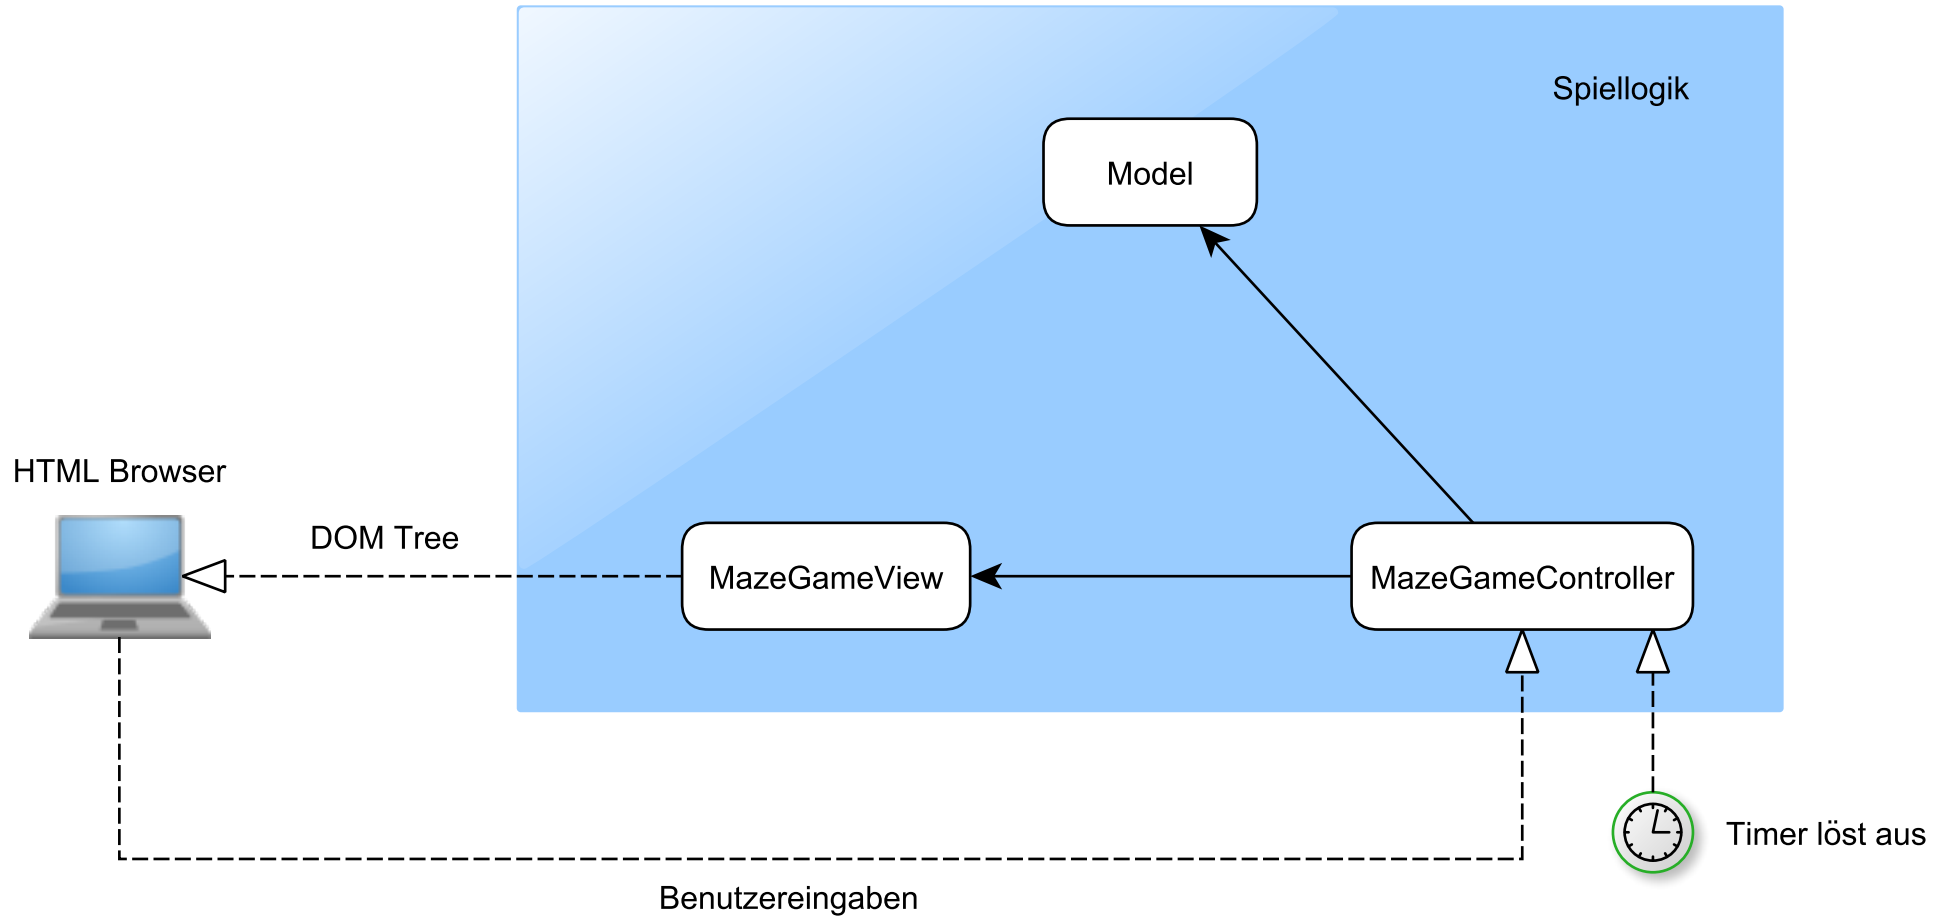 Spiellogik
Model
HTML Browser
DOM Tree
MazeGameView
MazeGameController
Timer löst aus
Benutzereingaben